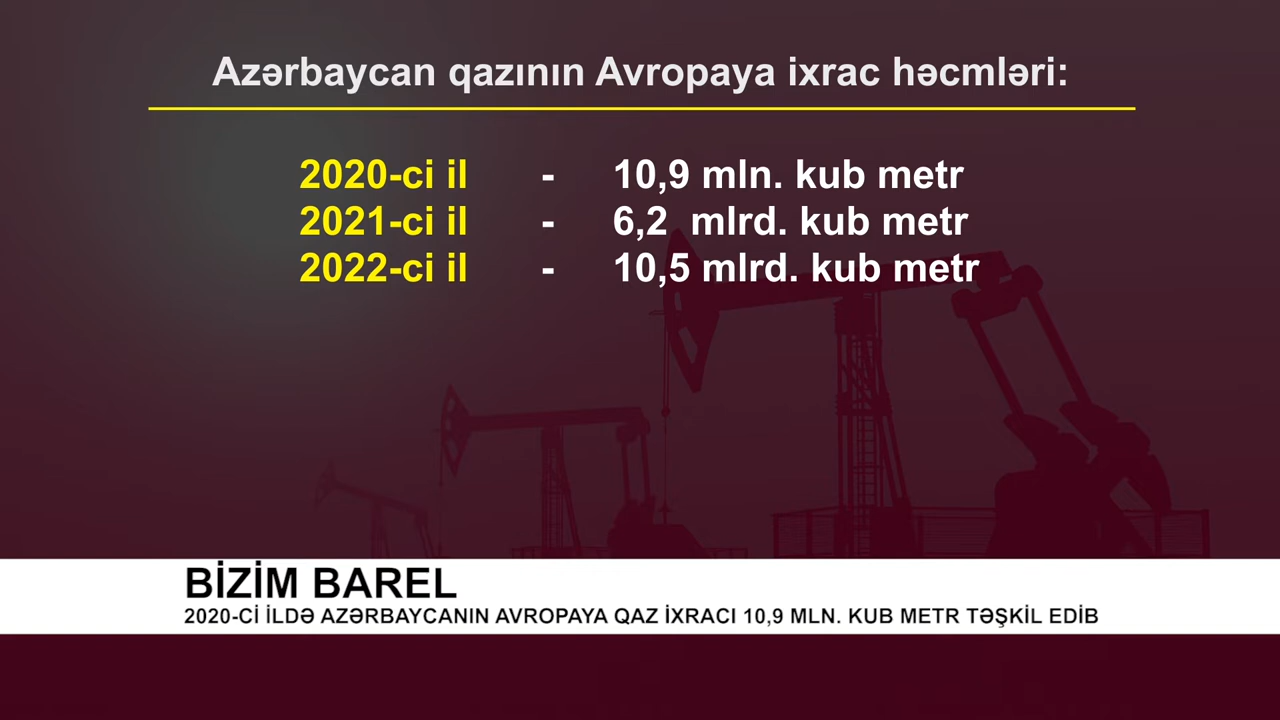 Azərbaycan qazının Avropaya ixrac həcmləri:
2020-ci il - 10,9 mln. kub metr
2021-ci il - 6,2 mlrd. kub metr
2022-ci il - 10,5 mlrd. kub metr
BİZİM BAREL
2020-Cİ İLDƏ AZƏRBAYCANIN AVROPAYA QAZ İXRACI 10,9 MLN. KUB METR TƏŞKİL EDİB